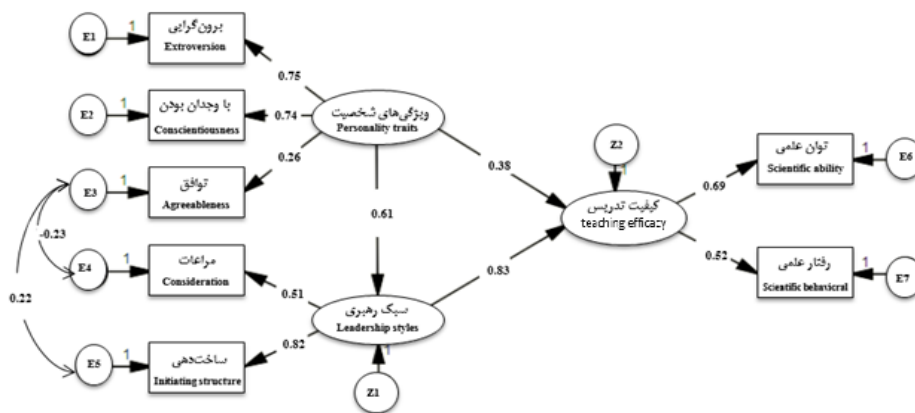 E1
1
برون‌گرایی
Extroversion
0.75
E2
1
با وجدان بودن
Conscientiousness
0.74
ویژگی‌های شخصیت
Personality traits
E3
1
توافق
Agreeableness
0.26
-0.23
0.22
0.61
0.38
Z2
1
کیفیت تدریس
teaching efficacy
0.69
توان علمی
Scientific ability
1
E6
0.52
رفتار علمی
Scientific behavioral
1
E7
E4
1
مراعات
Consideration
0.51
0.83
سبک رهبری
Leadership styles
E5
1
ساخت‌دهی
Initiating structure
0.82
1
Z1